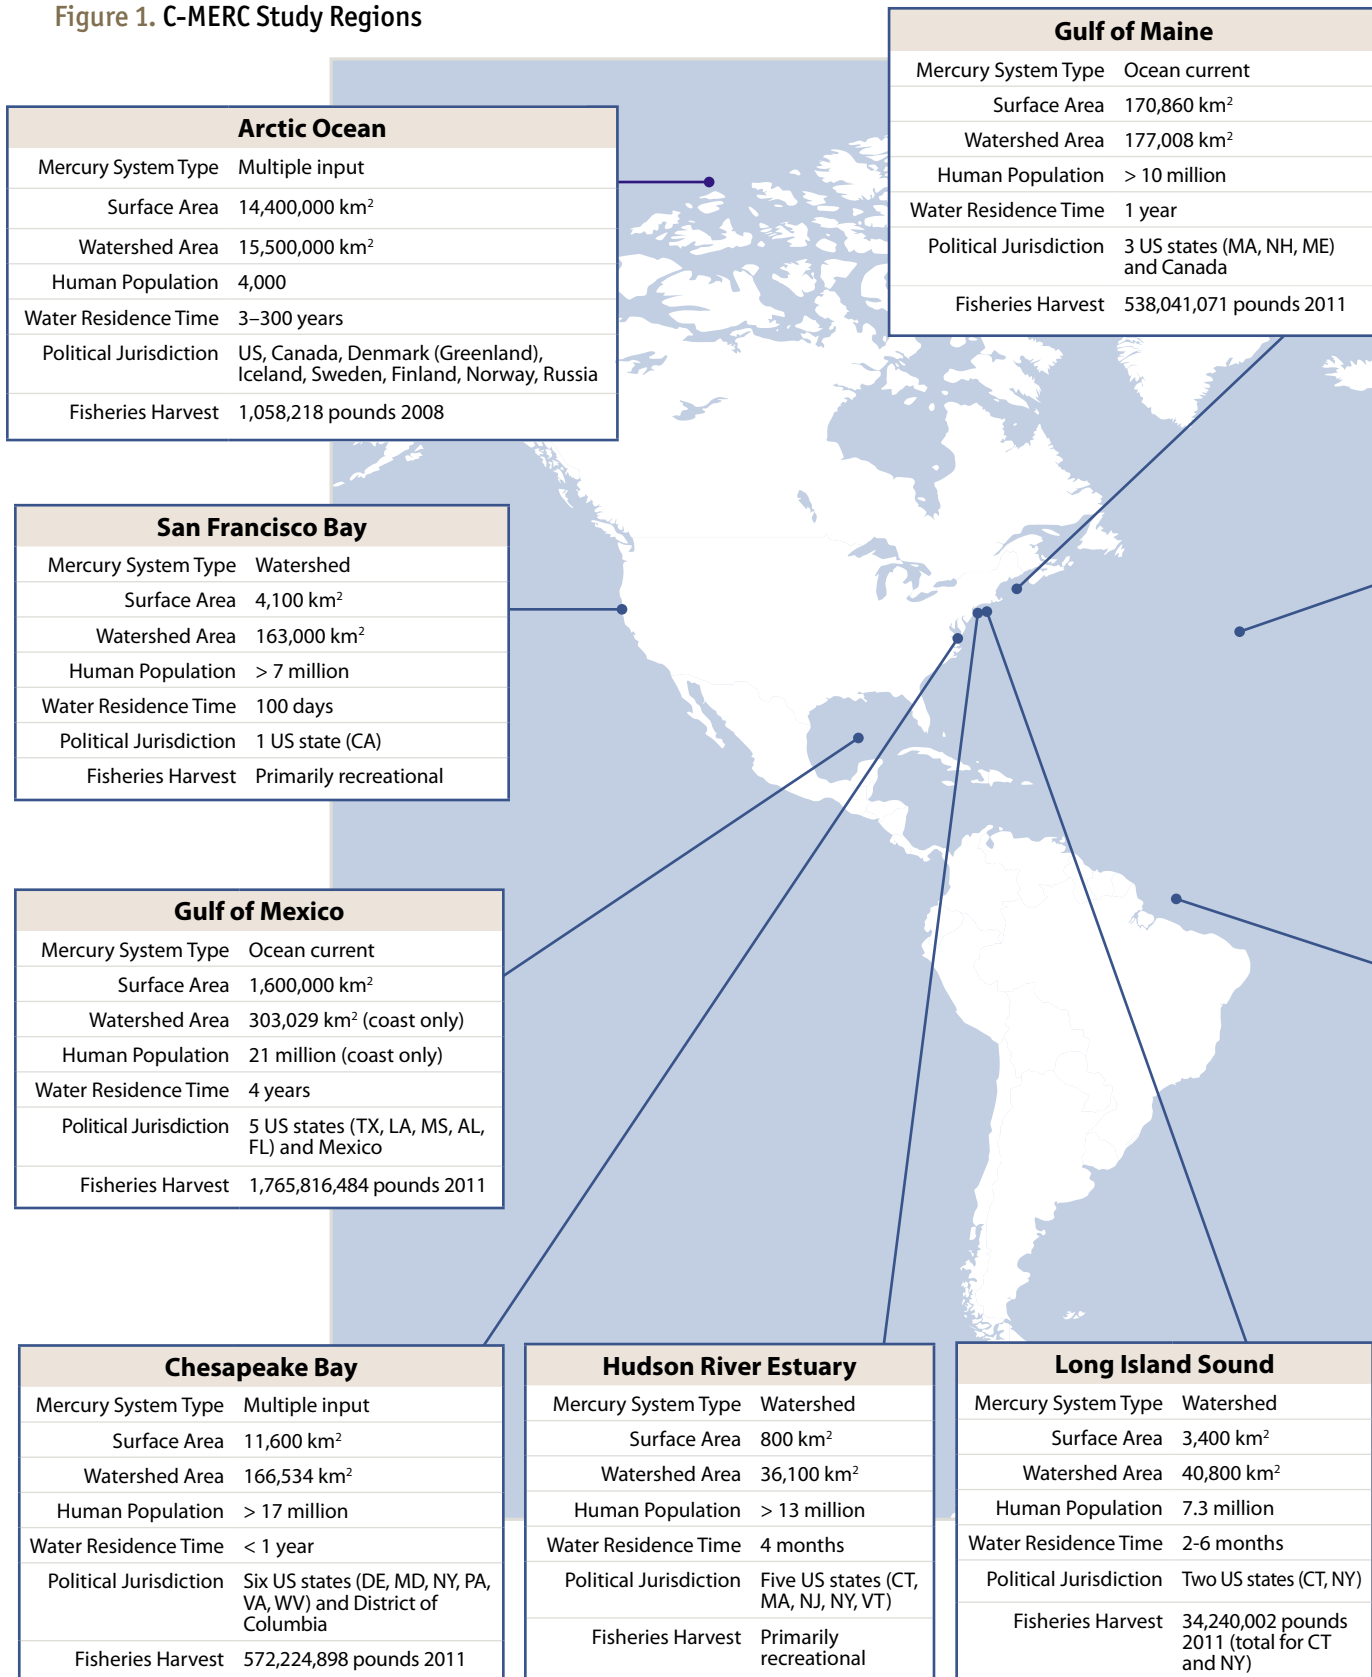 Figure 1. C-MERC Study Regions
Gulf of Maine
Mercury System Type Ocean current
Surface Area 170,860 km²
Watershed Area 177,008 km²
Human Population > 10 million
Water Residence Time 1 year
Political Jurisdiction 3 US states (MA, NH, ME)
and Canada
Fisheries Harvest 538,041,071 pounds 2011
Arctic Ocean
Mercury System Type Multiple input
Surface Area 14,400,000 km²
Watershed Area 15,500,000 km²
Human Population 4,000
Water Residence Time 3–300 years
Political Jurisdiction US, Canada, Denmark (Greenland),
Iceland, Sweden, Finland, Norway, Russia
Fisheries Harvest 1,058,218 pounds 2008
San Francisco Bay
Mercury System Type Watershed
Surface Area 4,100 km²
Watershed Area 163,000 km²
Human Population > 7 million
Water Residence Time 100 days
Political Jurisdiction 1 US state (CA)
Fisheries Harvest Primarily recreational
Gulf of Mexico
Mercury System Type Ocean current
Surface Area 1,600,000 km²
Watershed Area 303,029 km² (coast only)
Human Population 21 million (coast only)
Water Residence Time 4 years
Political Jurisdiction 5 US states (TX, LA, MS, AL,
FL) and Mexico
Fisheries Harvest 1,765,816,484 pounds 2011
Chesapeake Bay
Mercury System Type Multiple input
Surface Area 11,600 km²
Watershed Area 166,534 km²
Human Population > 17 million
Water Residence Time < 1 year
Political Jurisdiction Six US states (DE, MD, NY, PA,
VA, WV) and District of
Columbia
Fisheries Harvest 572,224,898 pounds 2011
Hudson River Estuary
Mercury System Type Watershed
Surface Area 800 km²
Watershed Area 36,100 km²
Human Population > 13 million
Water Residence Time 4 months
Political Jurisdiction Five US states (CT,
MA, NJ, NY, VT)
Fisheries Harvest Primarily
recreational
Long Island Sound
Mercury System Type Watershed
Surface Area 3,400 km²
Watershed Area 40,800 km²
Human Population 7.3 million
Water Residence Time 2-6 months
Political Jurisdiction Two US states (CT, NY)
Fisheries Harvest 34,240,002 pounds
2011 (total for CT
and NY)